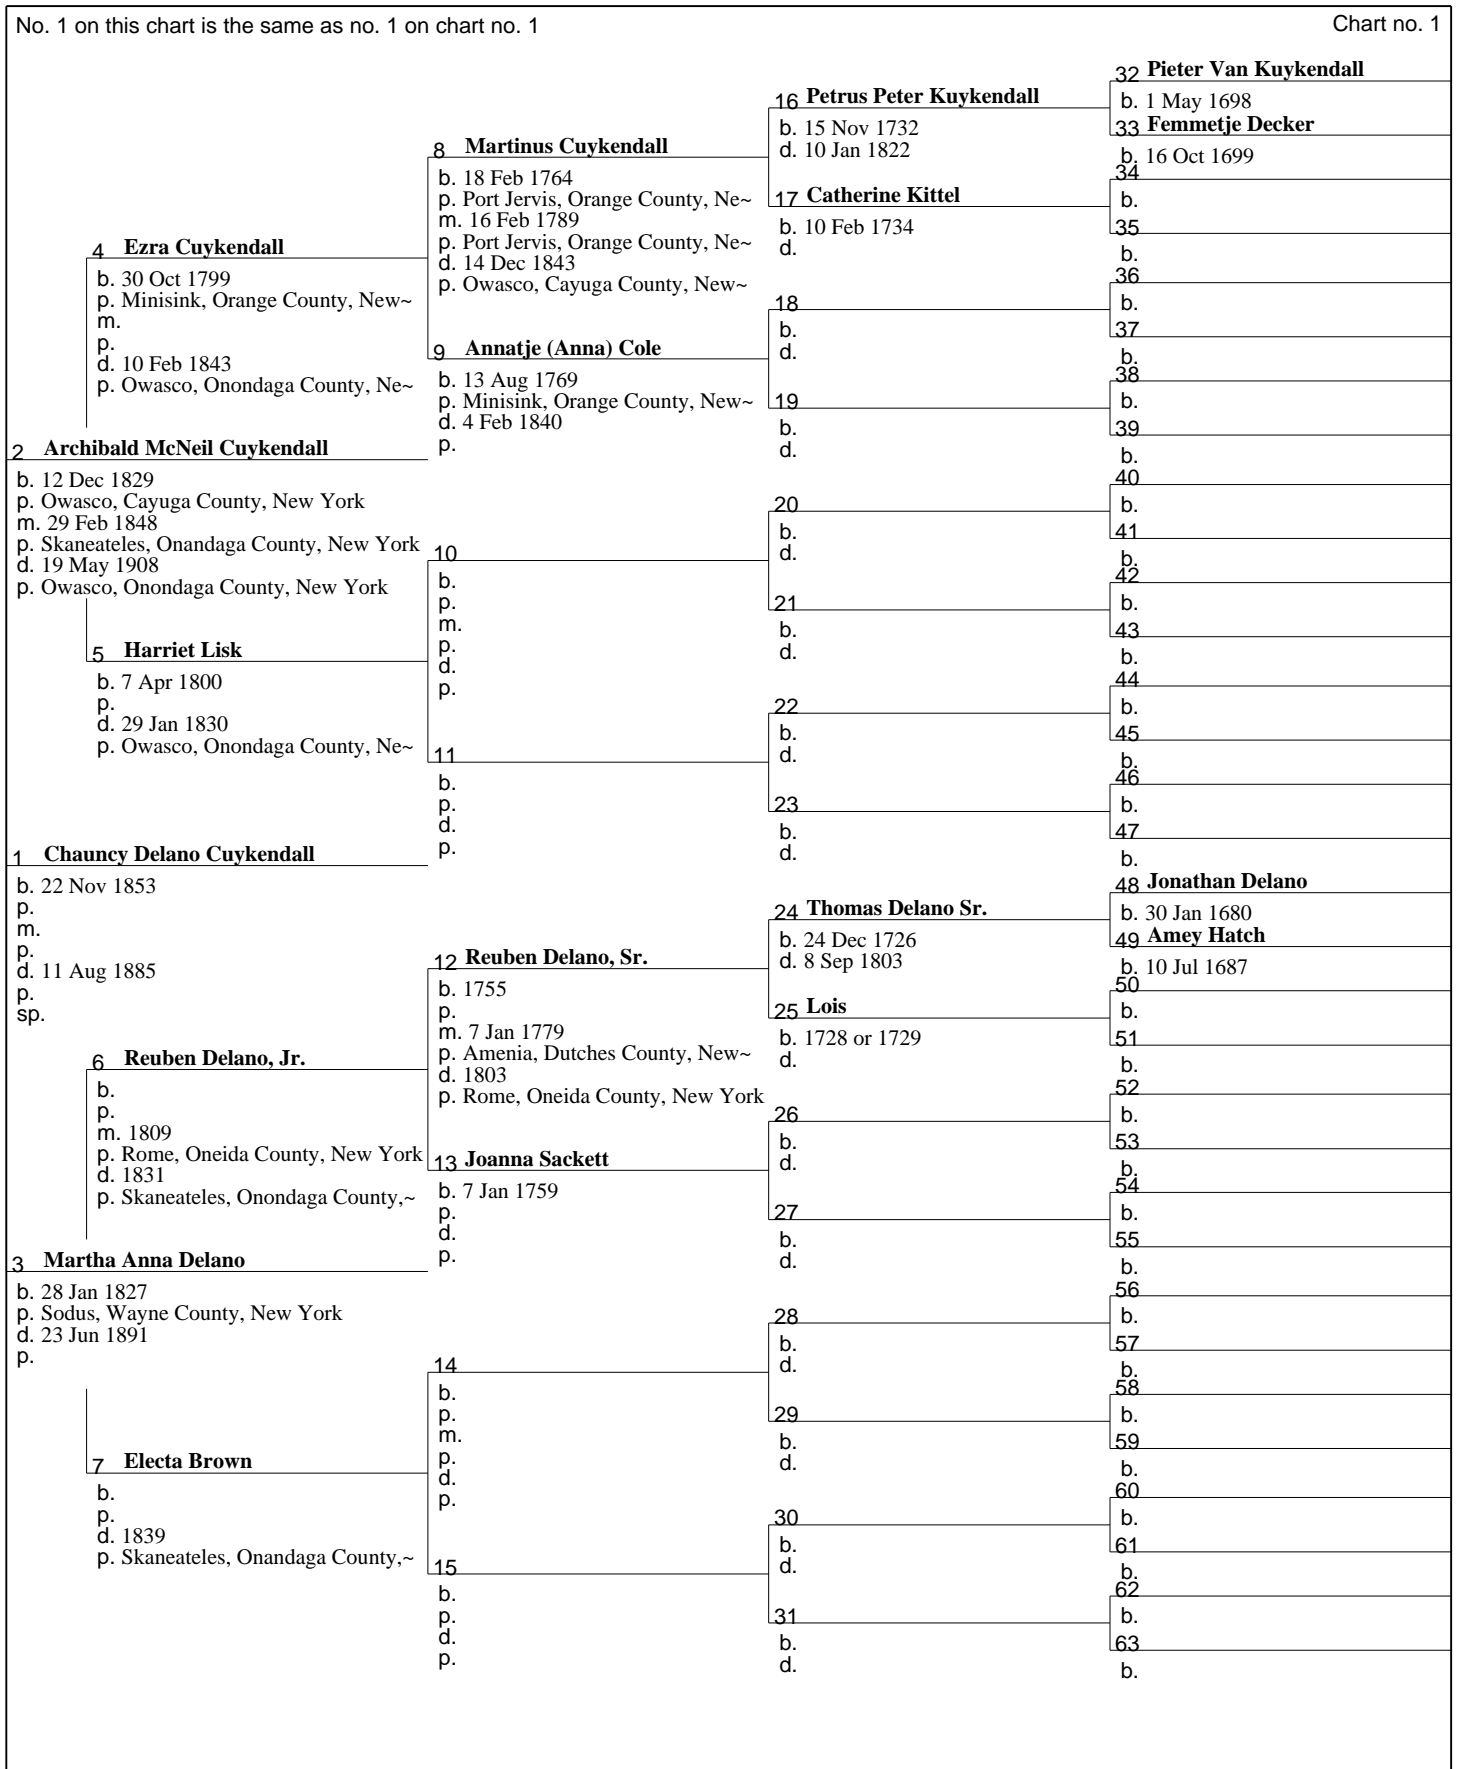 No. 1 on this chart is the same as no. 1 on chart no. 1
Chart no. 1
1 Chauncy Delano Cuykendall
b. 22 Nov 1853
p.
m.
p.
d. 11 Aug 1885
p.
sp.
2 Archibald McNeil Cuykendall
b. 12 Dec 1829
p. Owasco, Cayuga County, New York
m. 29 Feb 1848
p. Skaneateles, Onandaga County, New York
d. 19 May 1908
p. Owasco, Onondaga County, New York
3 Martha Anna Delano
b. 28 Jan 1827
p. Sodus, Wayne County, New York
d. 23 Jun 1891
p.
4 Ezra Cuykendall
b. 30 Oct 1799
p. Minisink, Orange County, New~
m.
p.
d. 10 Feb 1843
p. Owasco, Onondaga County, Ne~
5 Harriet Lisk
b. 7 Apr 1800
p.
d. 29 Jan 1830
p. Owasco, Onondaga County, Ne~
6 Reuben Delano, Jr.
b.
p.
m. 1809
p. Rome, Oneida County, New York
d. 1831
p. Skaneateles, Onondaga County,~
7 Electa Brown
b.
p.
d. 1839
p. Skaneateles, Onandaga County,~
8 Martinus Cuykendall
b. 18 Feb 1764
p. Port Jervis, Orange County, Ne~
m. 16 Feb 1789
p. Port Jervis, Orange County, Ne~
d. 14 Dec 1843
p. Owasco, Cayuga County, New~
9 Annatje (Anna) Cole
b. 13 Aug 1769
p. Minisink, Orange County, New~
d. 4 Feb 1840
p.
10
b.
p.
m.
p.
d.
p.
11
b.
p.
d.
p.
12 Reuben Delano, Sr.
b. 1755
p.
m. 7 Jan 1779
p. Amenia, Dutches County, New~
d. 1803
p. Rome, Oneida County, New York
13 Joanna Sackett
b. 7 Jan 1759
p.
d.
p.
14
b.
p.
m.
p.
d.
p.
15
b.
p.
d.
p.
16 Petrus Peter Kuykendall
b. 15 Nov 1732
d. 10 Jan 1822
17 Catherine Kittel
b. 10 Feb 1734
d.
18
b.
d.
19
b.
d.
20
b.
d.
21
b.
d.
22
b.
d.
23
b.
d.
24 Thomas Delano Sr.
b. 24 Dec 1726
d. 8 Sep 1803
25 Lois
b. 1728 or 1729
d.
26
b.
d.
27
b.
d.
28
b.
d.
29
b.
d.
30
b.
d.
31
b.
d.
32 Pieter Van Kuykendall
b. 1 May 1698
33 Femmetje Decker
b. 16 Oct 1699
34
b.
35
b.
36
b.
37
b.
38
b.
39
b.
40
b.
41
b.
42
b.
43
b.
44
b.
45
b.
46
b.
47
b.
48 Jonathan Delano
b. 30 Jan 1680
49 Amey Hatch
b. 10 Jul 1687
50
b.
51
b.
52
b.
53
b.
54
b.
55
b.
56
b.
57
b.
58
b.
59
b.
60
b.
61
b.
62
b.
63
b.